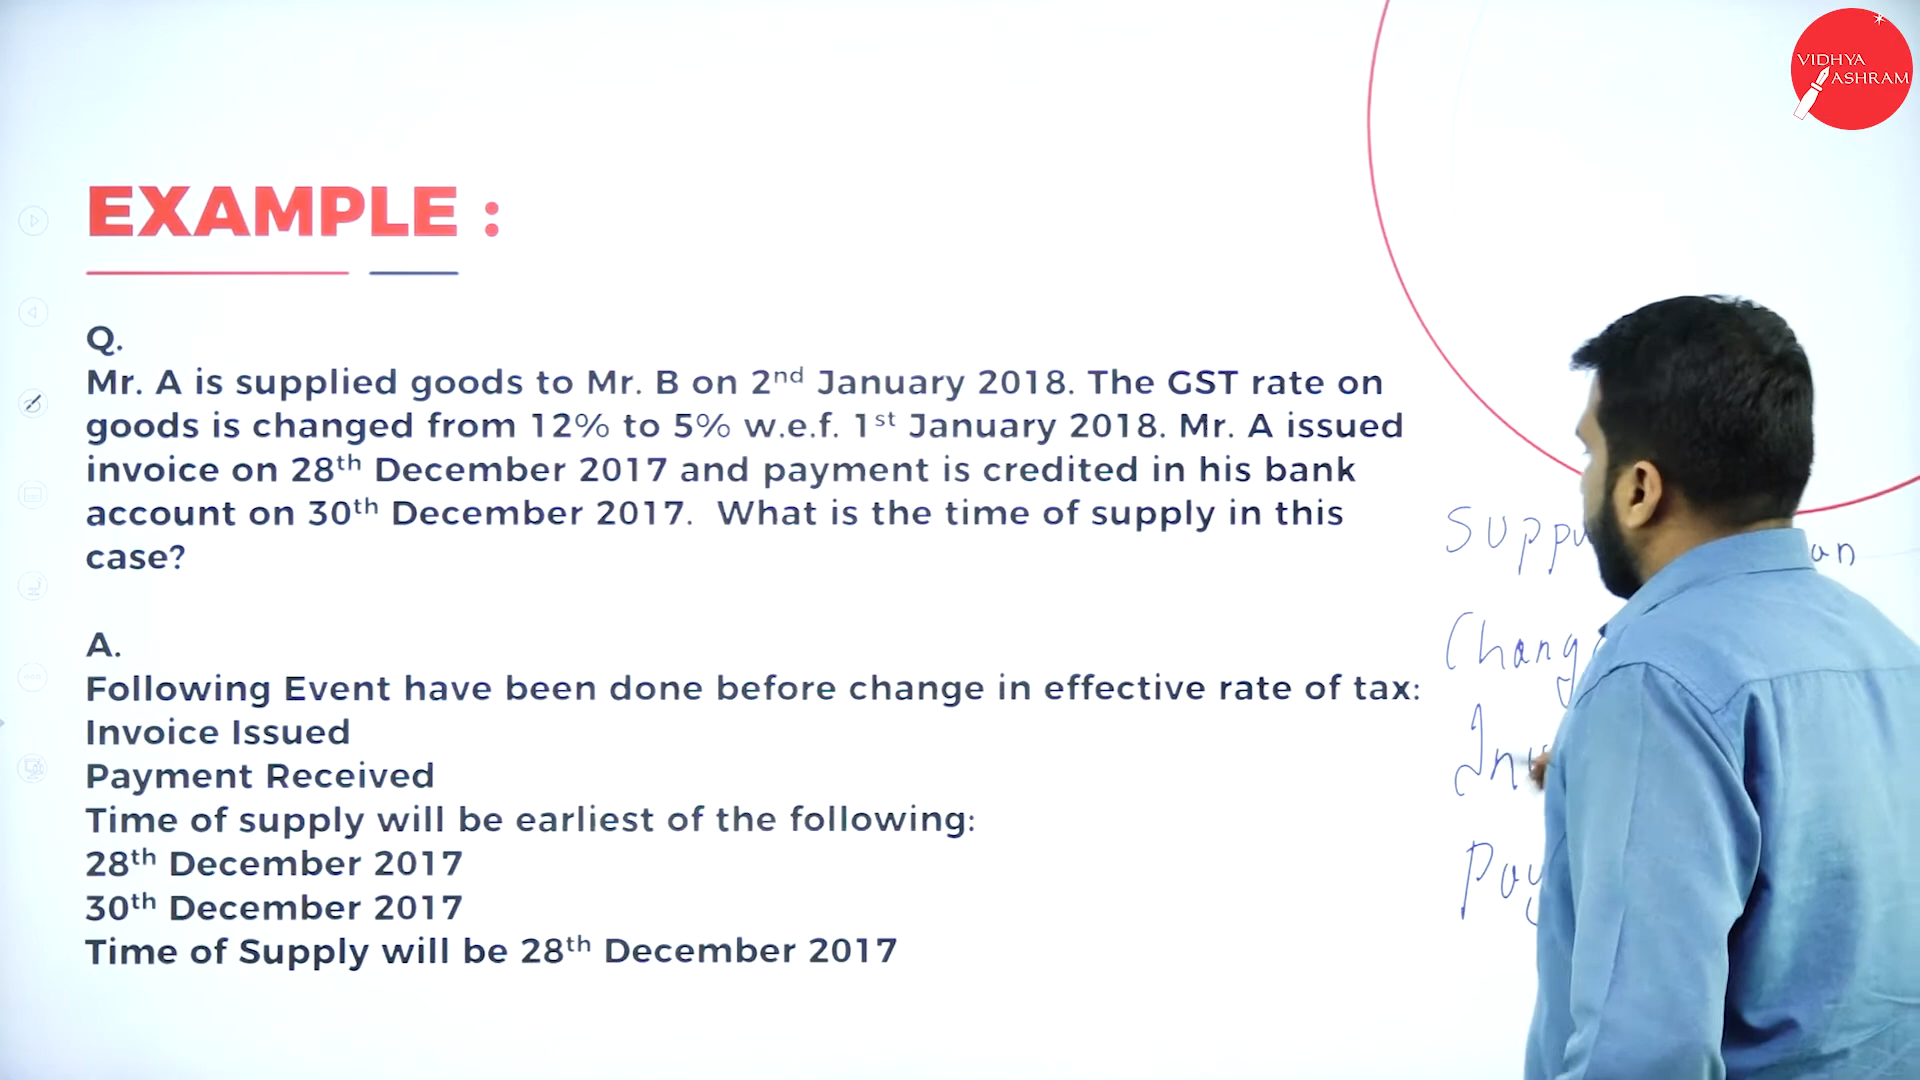 VIDHYA
ASHRAM
EXAMPLE :
Q.
Mr. A is supplied goods to Mr. B on 2nd January 2018. The GST rate on
goods is changed from 12% to 5% w.e.f. 1st January 2018. Mr. A issued
invoice on 28th December 2017 and payment is credited in his bank
account on 30th December 2017. What is the time of supply in this
case?
A.
Following Event have been done before change in effective rate of tax:
Invoice Issued
Payment Received
Time of supply will be earliest of the following:
28th December 2017
30th December 2017
Time of Supply will be 28th December 2017